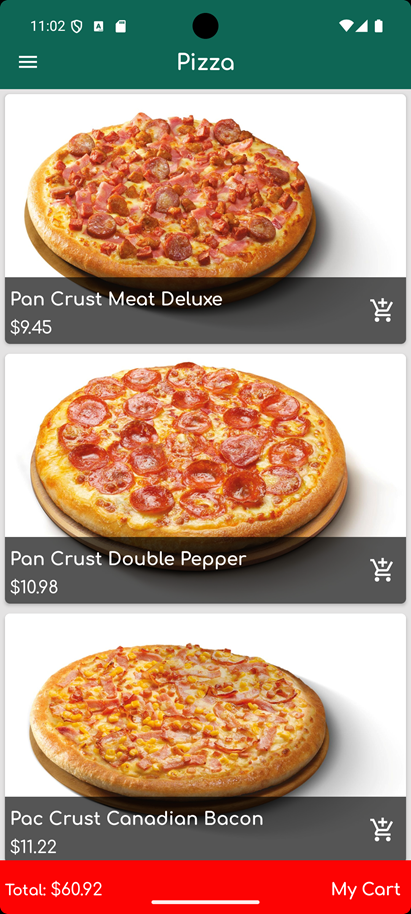 11:02
Pizza
Pan Crust Meat Deluxe
$9.45
Pan Crust Double Pepper
$10.98
Pac Crust Canadian Bacon
$11.22
Total: $60.92
My Cart